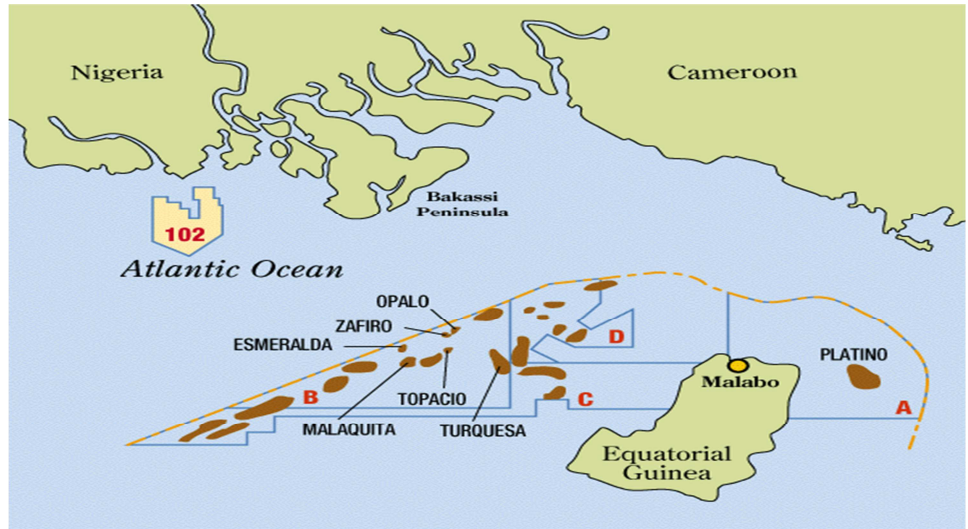 Nigeria
Cameroon
Bakassi
Peninsula
102
Atlantic Ocean
OPALO
ZAFIRO
ESMERALDA
D
PLATINO
Malabo
B
TOPACIO
C
A
MALAQUITA
TURQUESA
Equatorial
Guinea